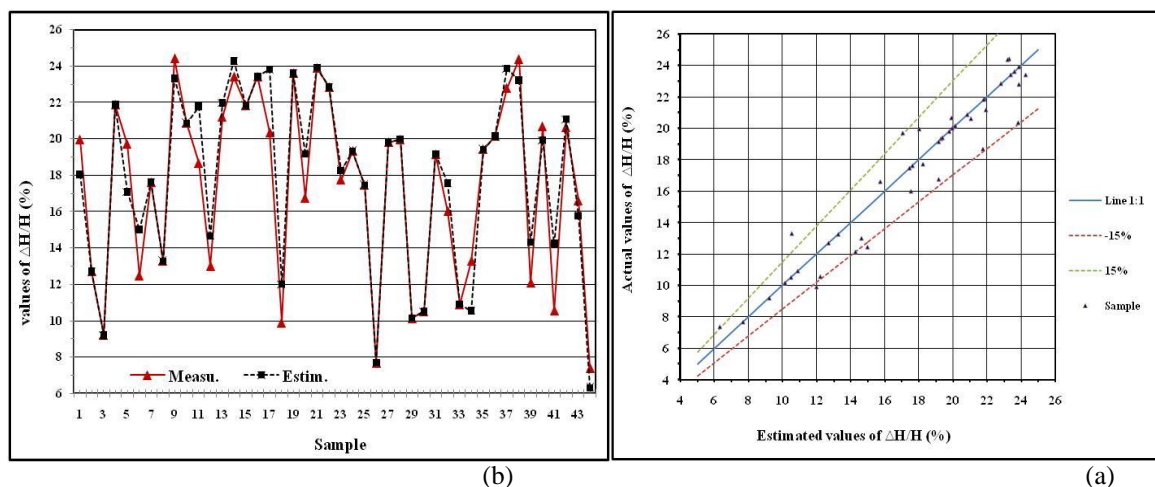 values of △H/H (%)
26
24
22
20
18
16
14
12
10
8
6
Measu.
Estim.
1 3 5 7 9 11 13 15 17 19 21 23 25 27 29 31 33 35 37 39 41 43
Sample
(b)
Actual values of △H/H (%)
26
24
22
20
18
16
14
12
10
8
6
4
4 6 8 10 12 14 16 18 20 22 24 26
Estimated values of △H/H (%)
Line 1:1
-15%
15%
Sample
(a)